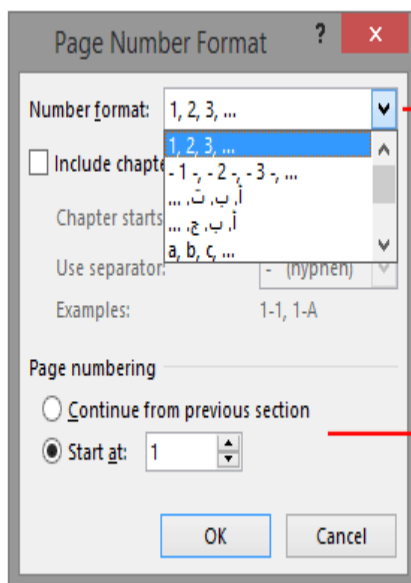 Page Number Format ? x
Number format: 1, 2, 3, ...
1, 2, 3, ...
Include chapte
- 1 -, - 2 -, - 3 -, ...
أ, ب, ت, ...
Chapter starts
أ, ب, ج, ...
a, b, c, ...
Use separator: - (hyphen)
Examples: 1-1, 1-A
Page numbering
Continue from previous section
Start at: 1
OK Cancel